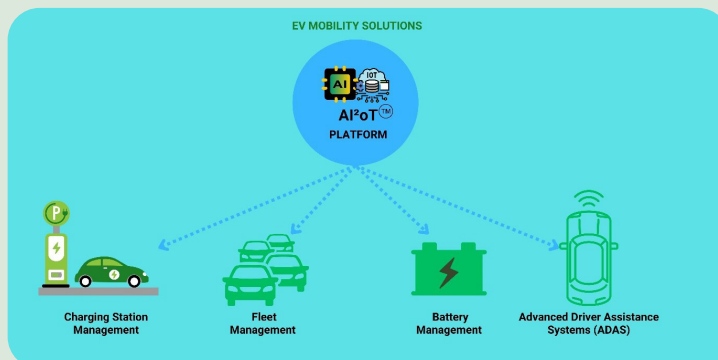 EV MOBILITY SOLUTIONS
AI
IOT
AI²oT™
PLATFORM
P
Charging Station
Management
Fleet
Management
Battery
Management
Advanced Driver Assistance
Systems (ADAS)